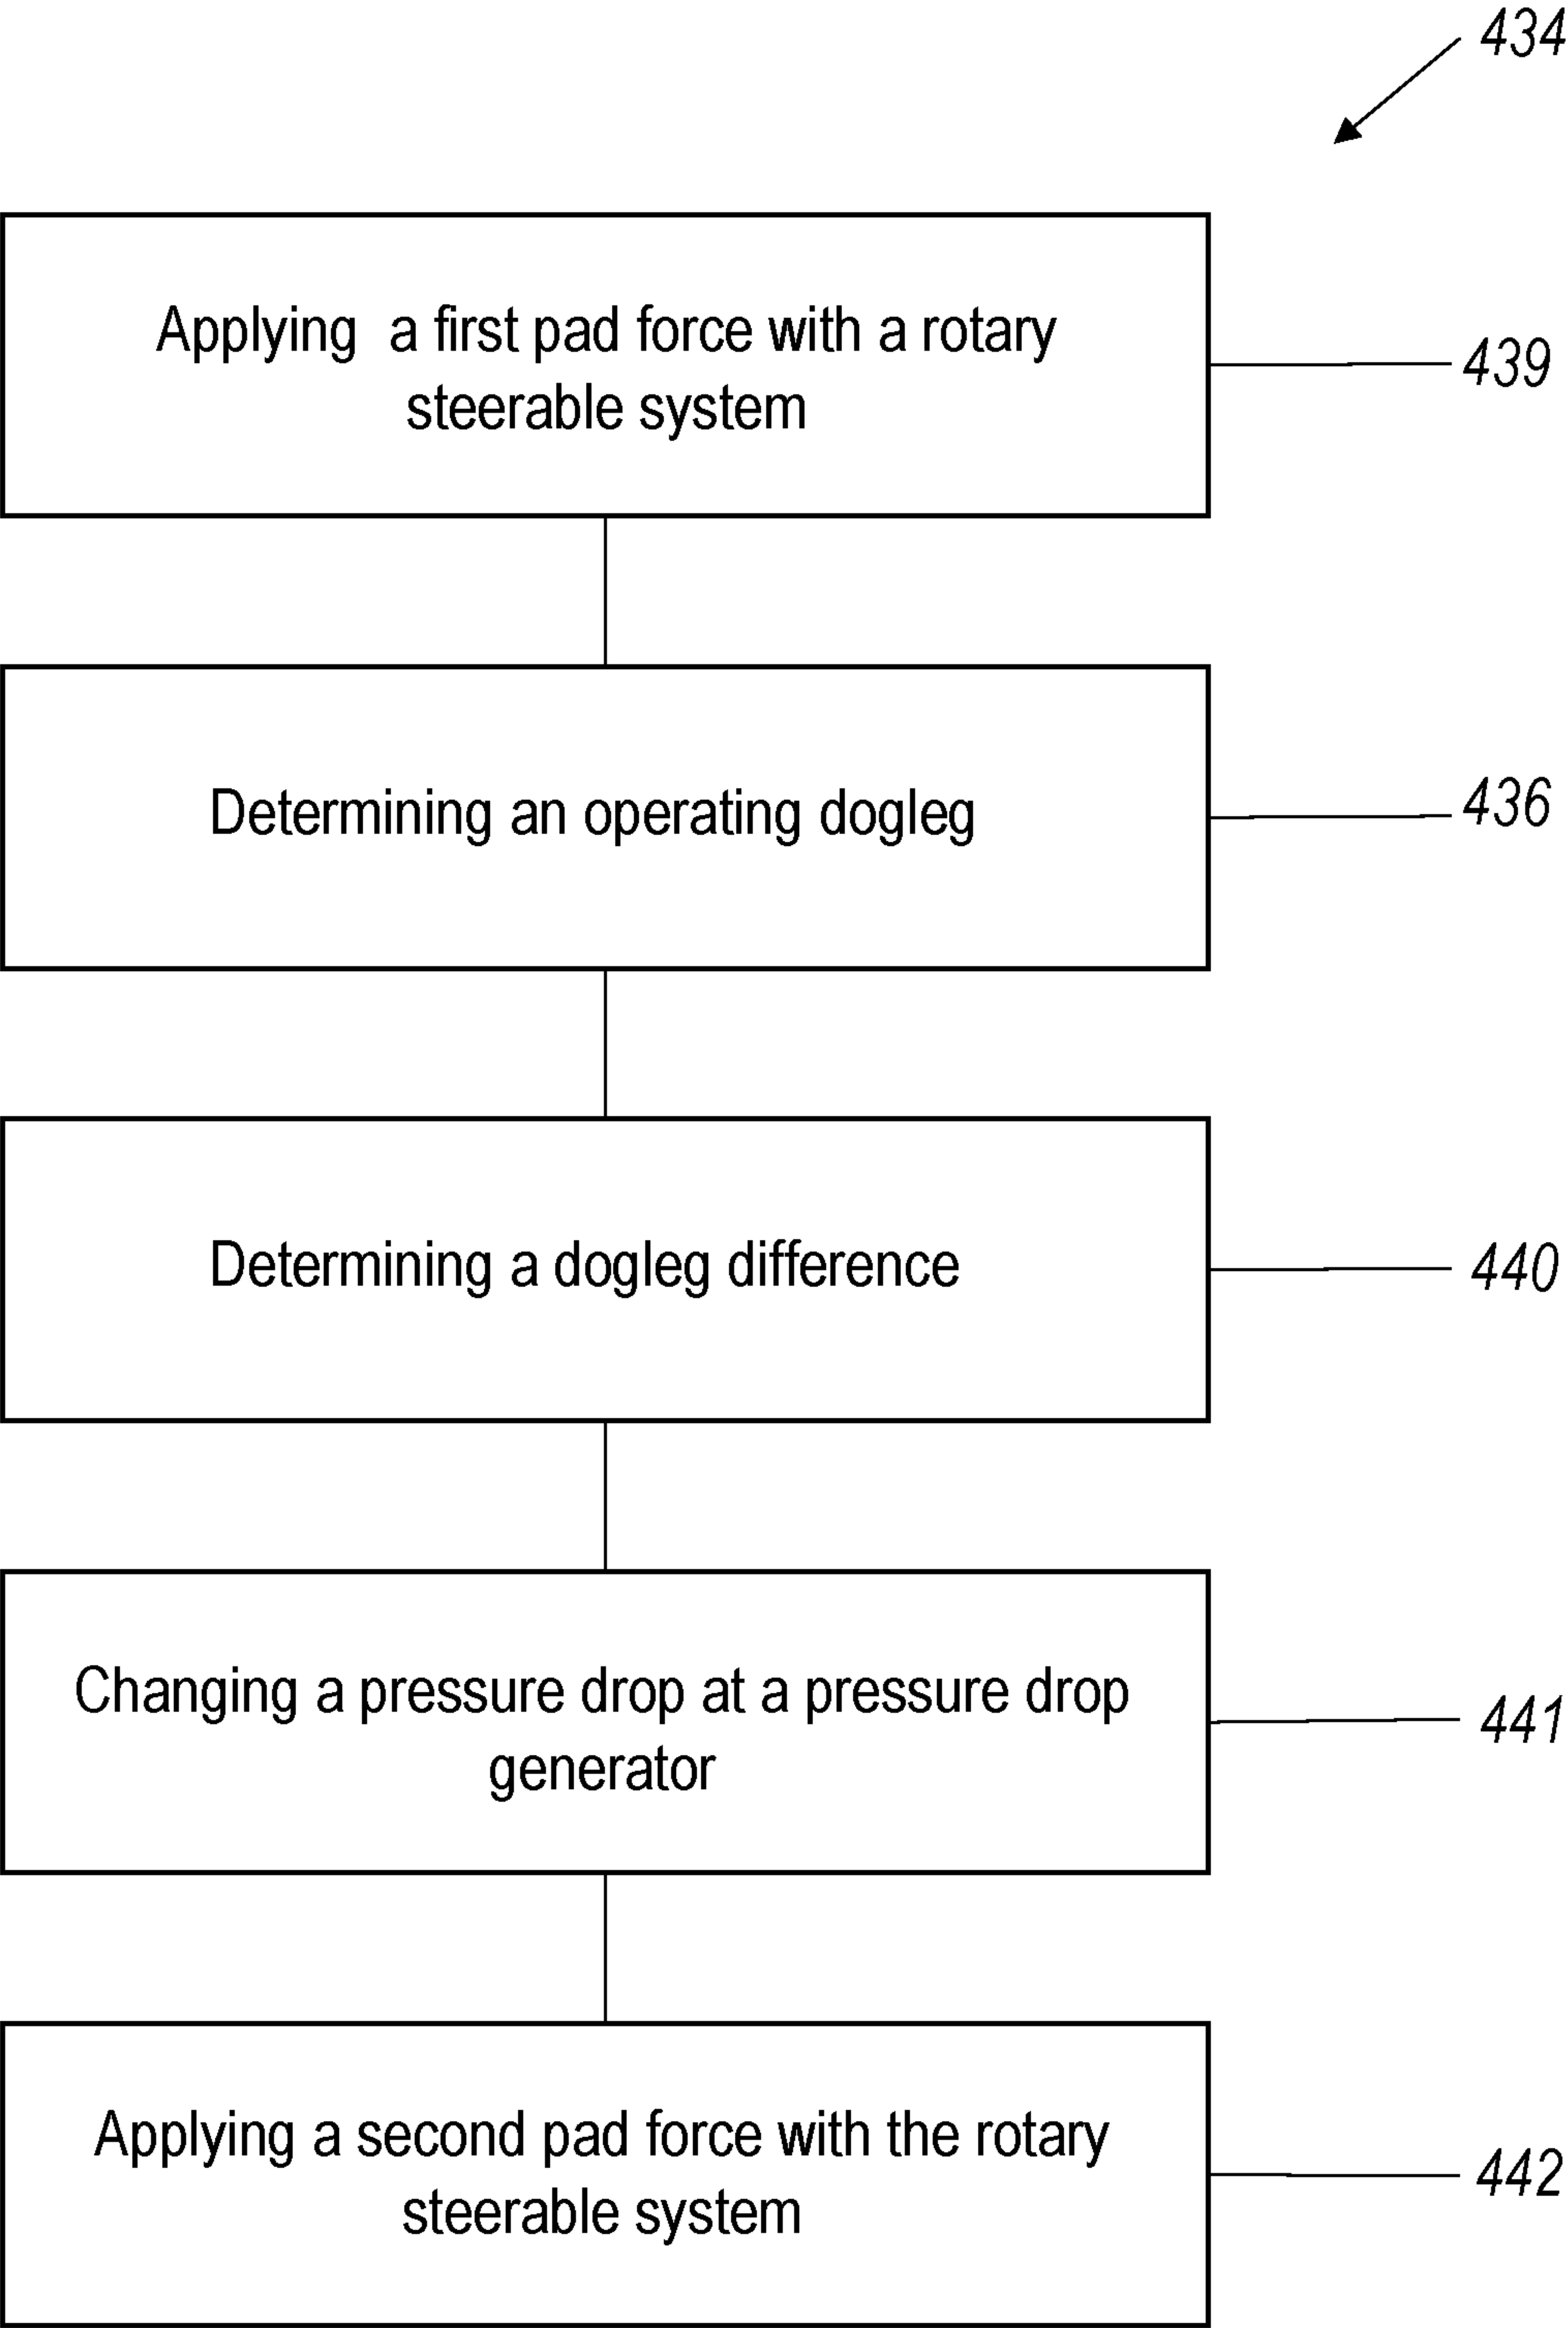 434
Applying a first pad force with a rotary
steerable system
439
Determining an operating dogleg
436
Determining a dogleg difference
440
Changing a pressure drop at a pressure drop
generator
441
Applying a second pad force with the rotary
steerable system
442